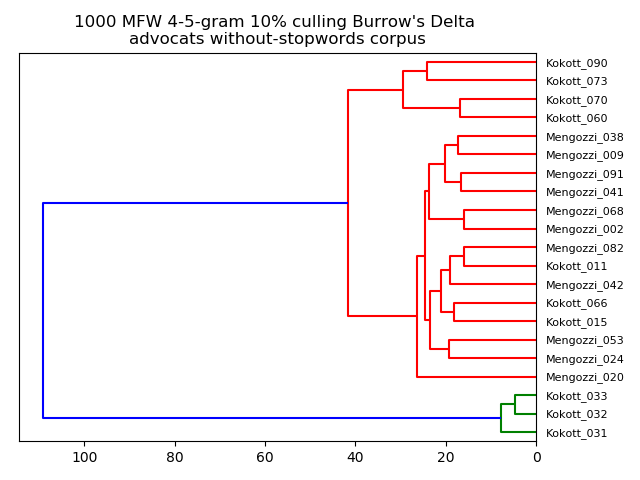 1000 MFW 4-5-gram 10% culling Burrow's Delta
advocats without-stopwords corpus
Kokott_090
Kokott_073
Kokott_070
Kokott_060
Mengozzi_038
Mengozzi_009
Mengozzi_091
Mengozzi_041
Mengozzi_068
Mengozzi_002
Mengozzi_082
Kokott_011
Mengozzi_042
Kokott_066
Kokott_015
Mengozzi_053
Mengozzi_024
Mengozzi_020
Kokott_033
Kokott_032
Kokott_031
100 80 60 40 20 0